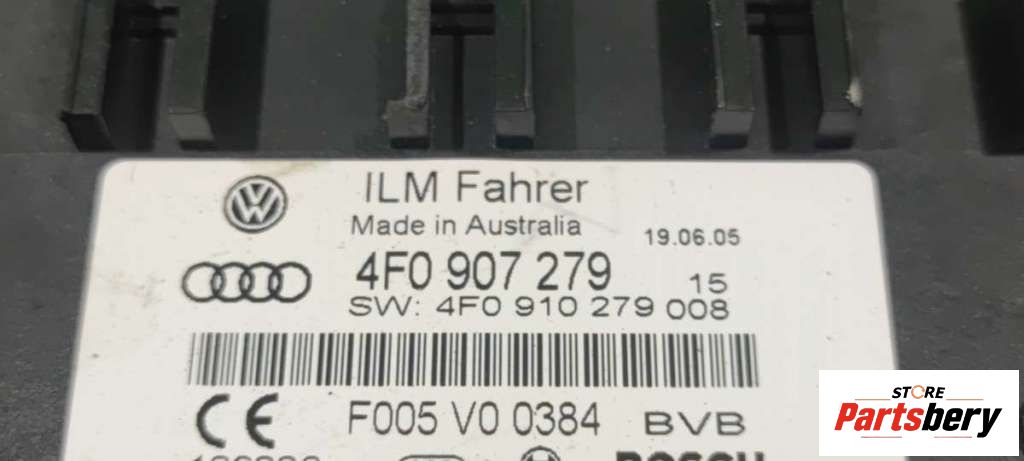 ILM Fahrer
Made in Australia
19.06.05
4F0 907 279
15
SW: 4F0 910 279 008
F005 V0 0384 BVB
BOSCH
STORE
Partsbery